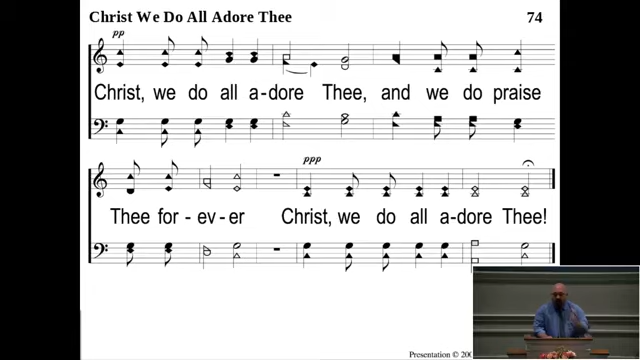 Christ We Do All Adore Thee 74
pp
Christ, we do all a-dore Thee, and we do praise
ppp
Thee for - ev - er Christ, we do all a-dore Thee!
Presentation © 200